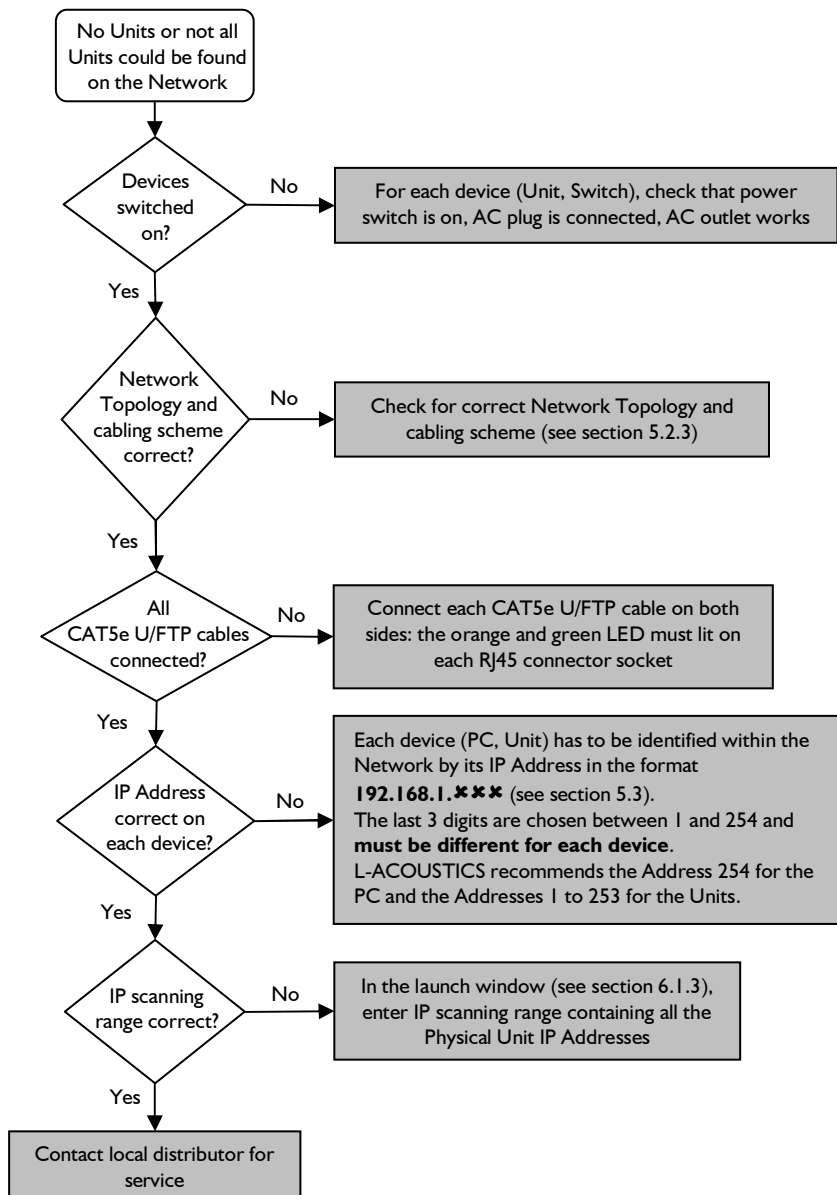 No Units or not all
Units could be found
on the Network
Devices
switched
on?
No
For each device (Unit, Switch), check that power
switch is on, AC plug is connected, AC outlet works
Yes
Network
Topology and
cabling scheme
correct?
No
Check for correct Network Topology and
cabling scheme (see section 5.2.3)
Yes
All
CAT5e U/FTP cables
connected?
No
Connect each CAT5e U/FTP cable on both
sides: the orange and green LED must lit on
each RJ45 connector socket
Yes
IP Address
correct on
each device?
No
Each device (PC, Unit) has to be identified within the
Network by its IP Address in the format
192.168.1.✖✖✖ (see section 5.3).
The last 3 digits are chosen between 1 and 254 and
must be different for each device.
L-ACOUSTICS recommends the Address 254 for the
PC and the Addresses 1 to 253 for the Units.
Yes
IP scanning
range correct?
No
In the launch window (see section 6.1.3),
enter IP scanning range containing all the
Physical Unit IP Addresses
Yes
Contact local distributor for
service